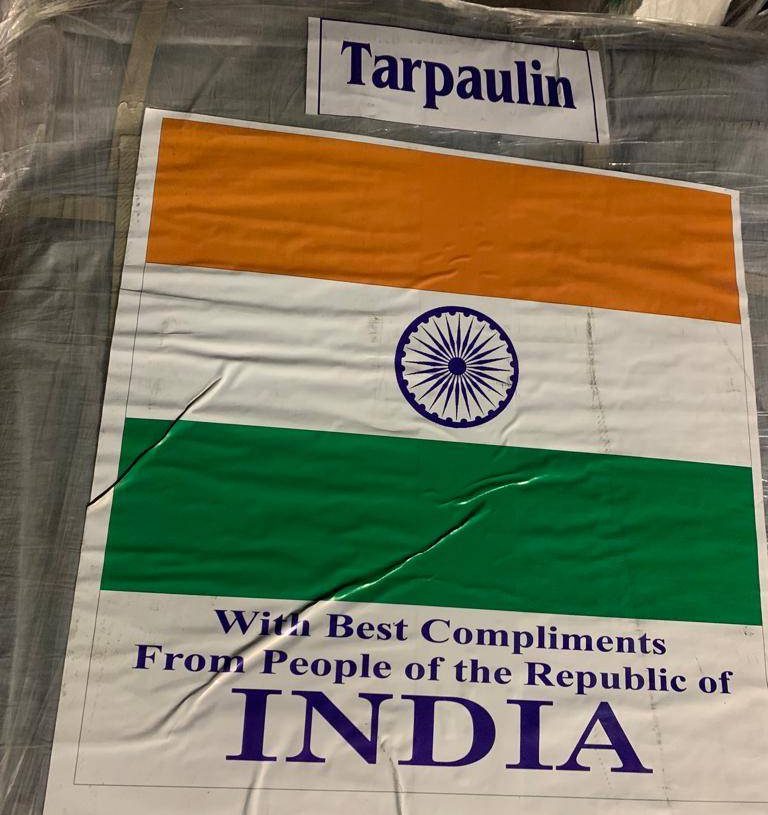 Tarpaulin
With Best Compliments
From People of the Republic of
INDIA